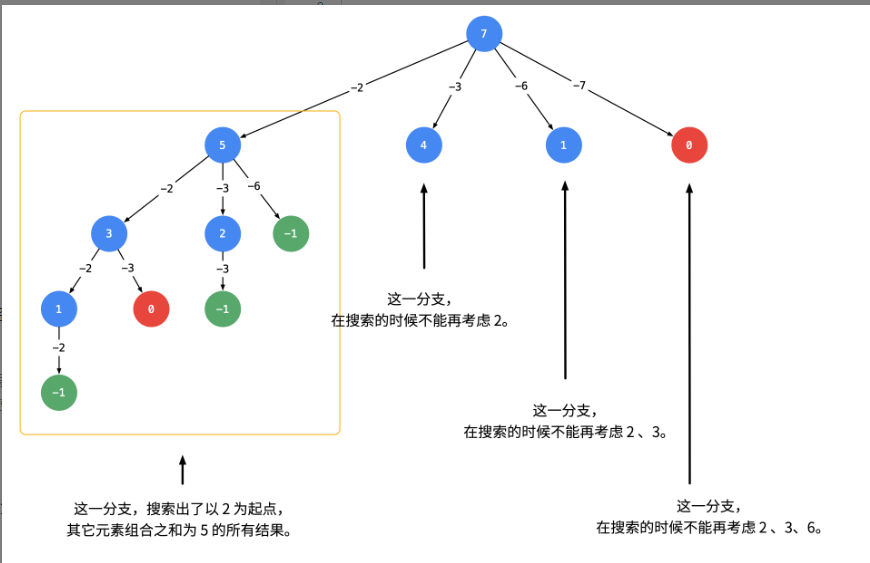 7
-2
-3
-6
-7
5
4
1
0
-2
-3
-6
3
2
-1
-2
-3
-3
1
0
-1
-2
-1
这一分支，
在搜索的时候不能再考虑 2。
这一分支，
在搜索的时候不能再考虑 2 、3。
这一分支，搜索出了以 2 为起点，
其它元素组合之和为 5 的所有结果。
这一分支，
在搜索的时候不能再考虑 2 、3、6。